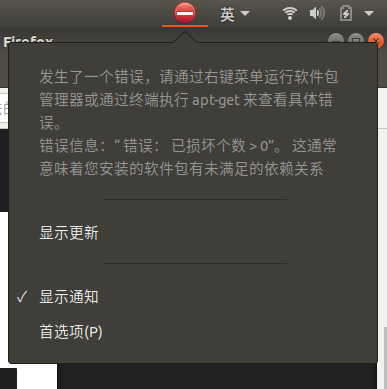 英
Firefox
发生了一个错误，请通过右键菜单运行软件包
管理器或通过终端执行 apt-get 来查看具体错
误。
错误信息：“ 错误： 已损坏个数 > 0”。 这通常
意味着您安装的软件包有未满足的依赖关系
显示更新
✓ 显示通知
首选项(P)